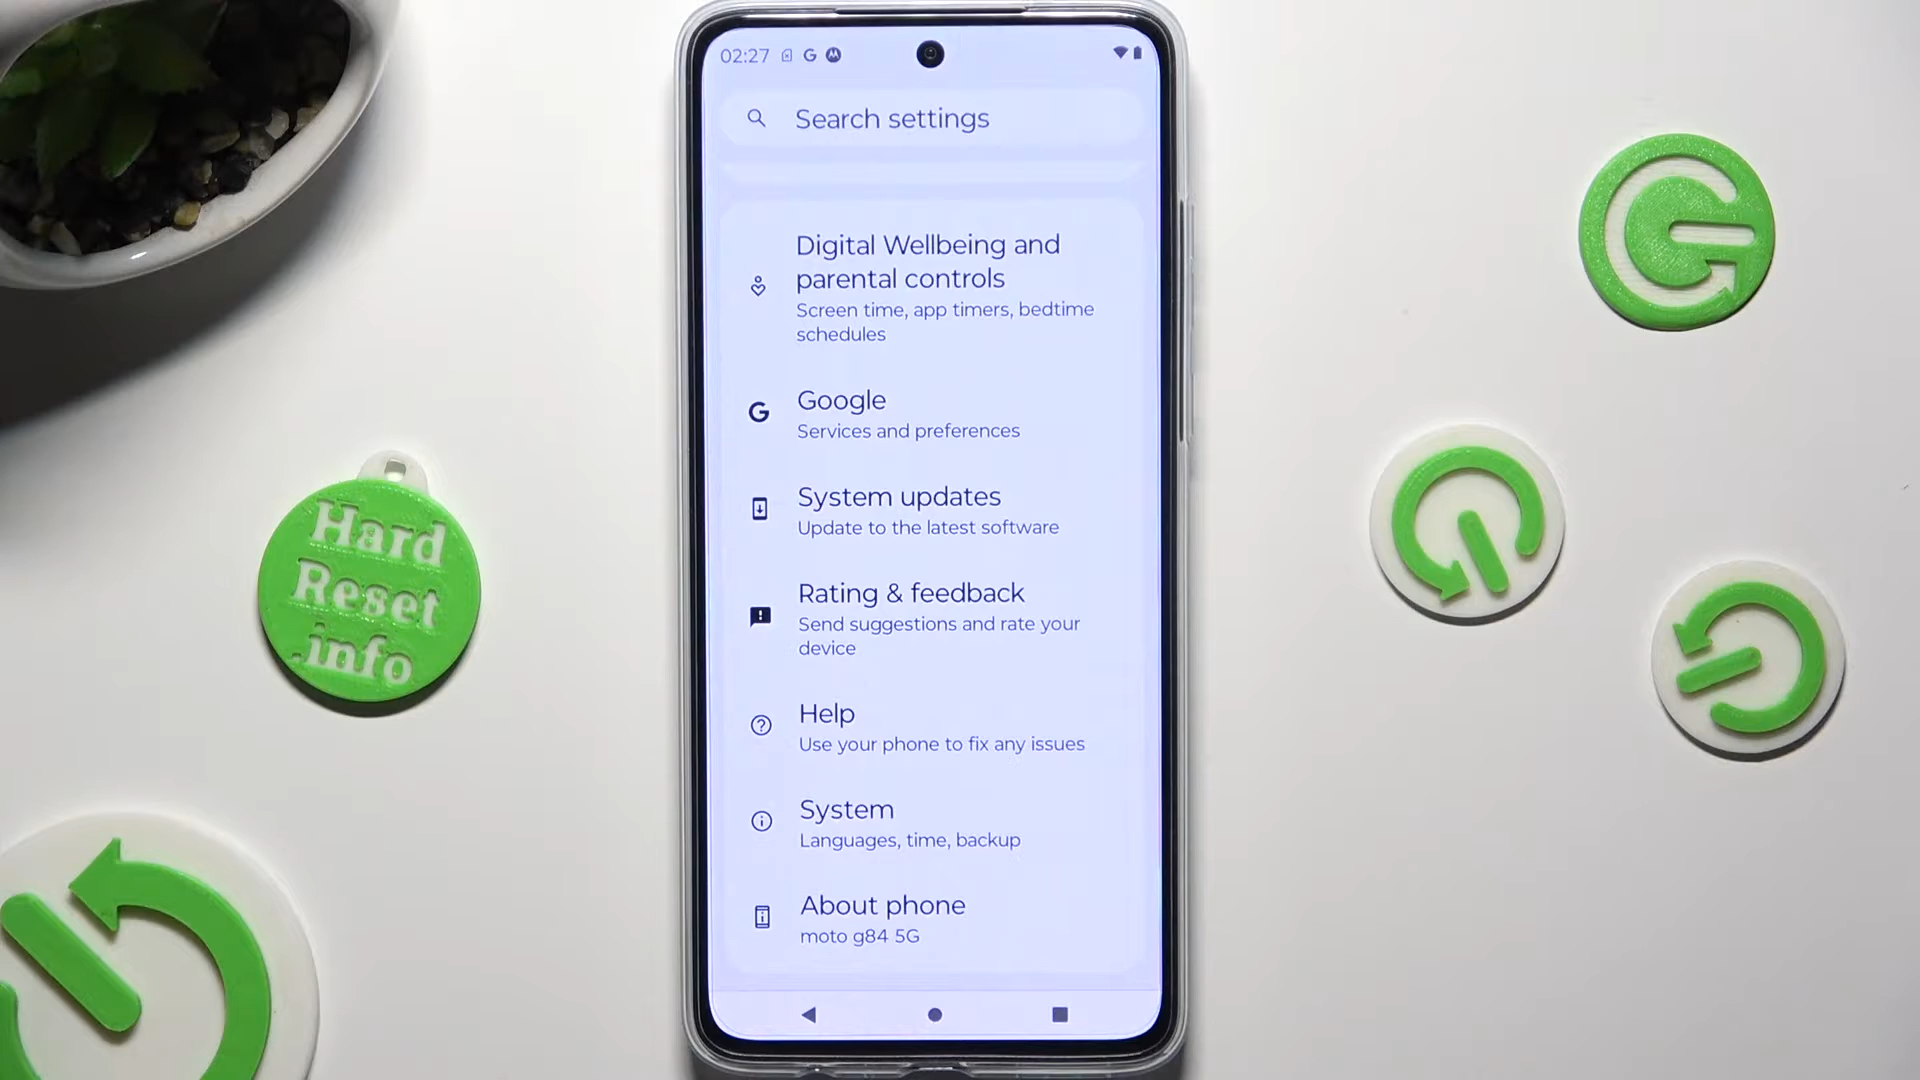 02:27
Search settings
Digital Wellbeing and
parental controls
Screen time, app timers, bedtime
schedules
Google
Services and preferences
System updates
Update to the latest software
Rating & feedback
Send suggestions and rate your
device
Help
Use your phone to fix any issues
System
Languages, time, backup
About phone
moto g84 5G
Hard
Reset
.info